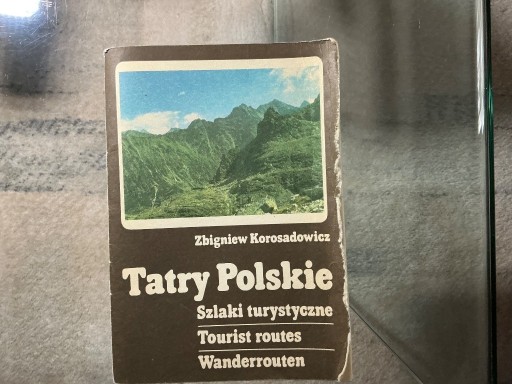 Zbigniew Korosadowicz
Tatry Polskie
Szlaki turystyczne
Tourist routes
Wanderrouten